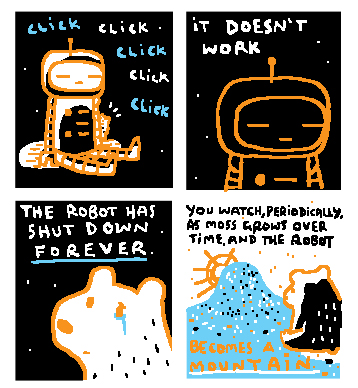 CLICK CLICK
CLICK
CLICK
CLICK
iT DOESN'T
WORK
THE ROBOT HAS
SHUT DOWN
FOREVER.
YOU WATCH, PERIODICALLY,
AS MOSS GROWS OVER
TIME, AND THE ROBOT
BECOMES A
MOUNTAIN.